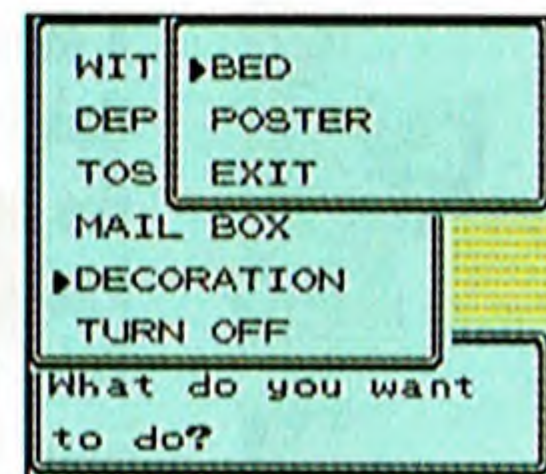 WIT
DEP
TOS
MAIL BOX
▶DECORATION
TURN OFF
▶BED
POSTER
EXIT
What do you want
to do?